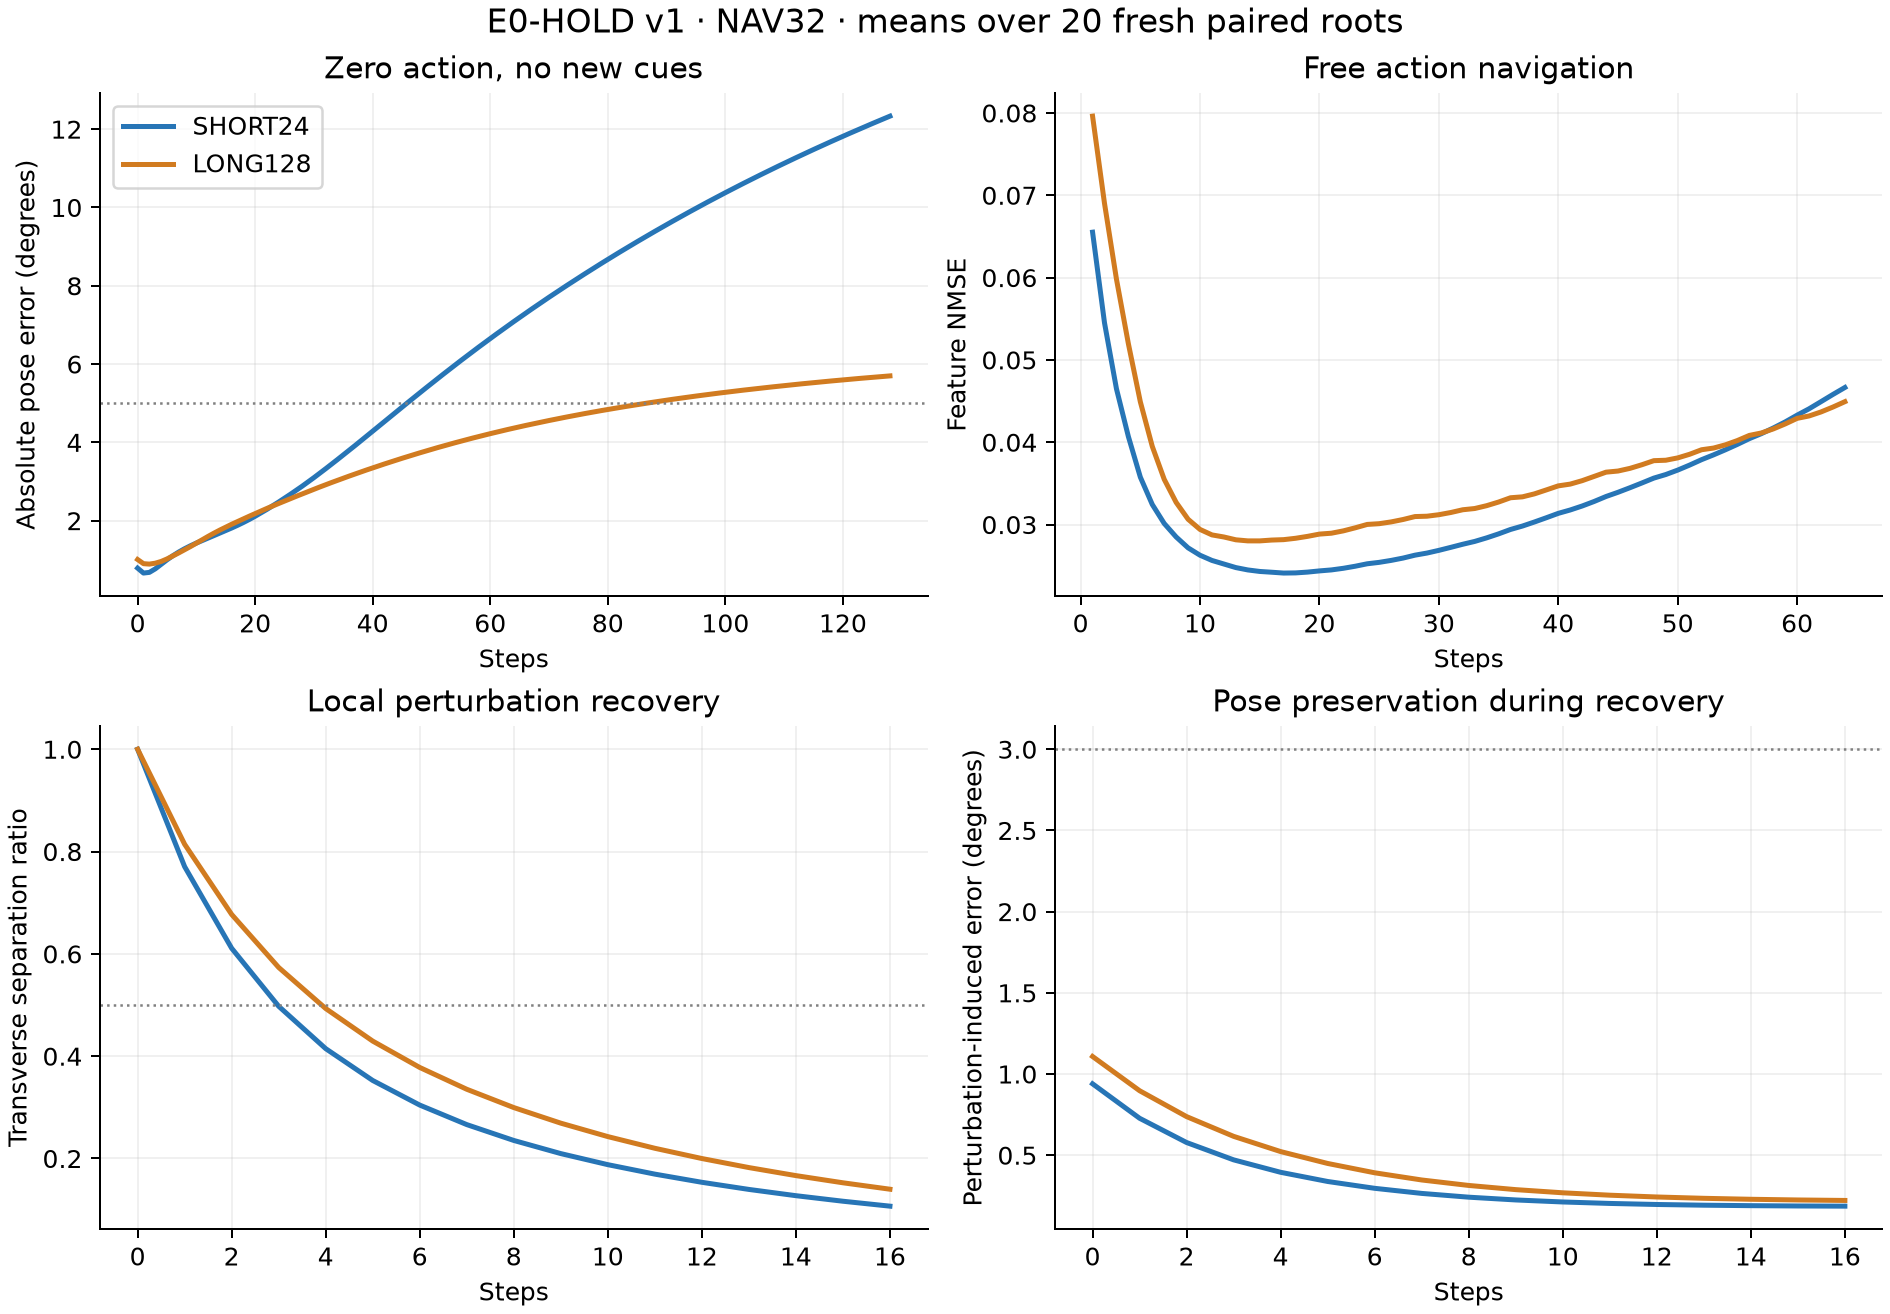 E0-HOLD v1 · NAV32 · means over 20 fresh paired roots
Zero action, no new cues
Absolute pose error (degrees)
12
10
8
6
4
2
SHORT24
LONG128
0 20 40 60 80 100 120
Steps
Free action navigation
Feature NMSE
0.08
0.07
0.06
0.05
0.04
0.03
0 10 20 30 40 50 60
Steps
Local perturbation recovery
Transverse separation ratio
1.0
0.8
0.6
0.4
0.2
0 2 4 6 8 10 12 14 16
Steps
Pose preservation during recovery
Perturbation-induced error (degrees)
3.0
2.5
2.0
1.5
1.0
0.5
0 2 4 6 8 10 12 14 16
Steps